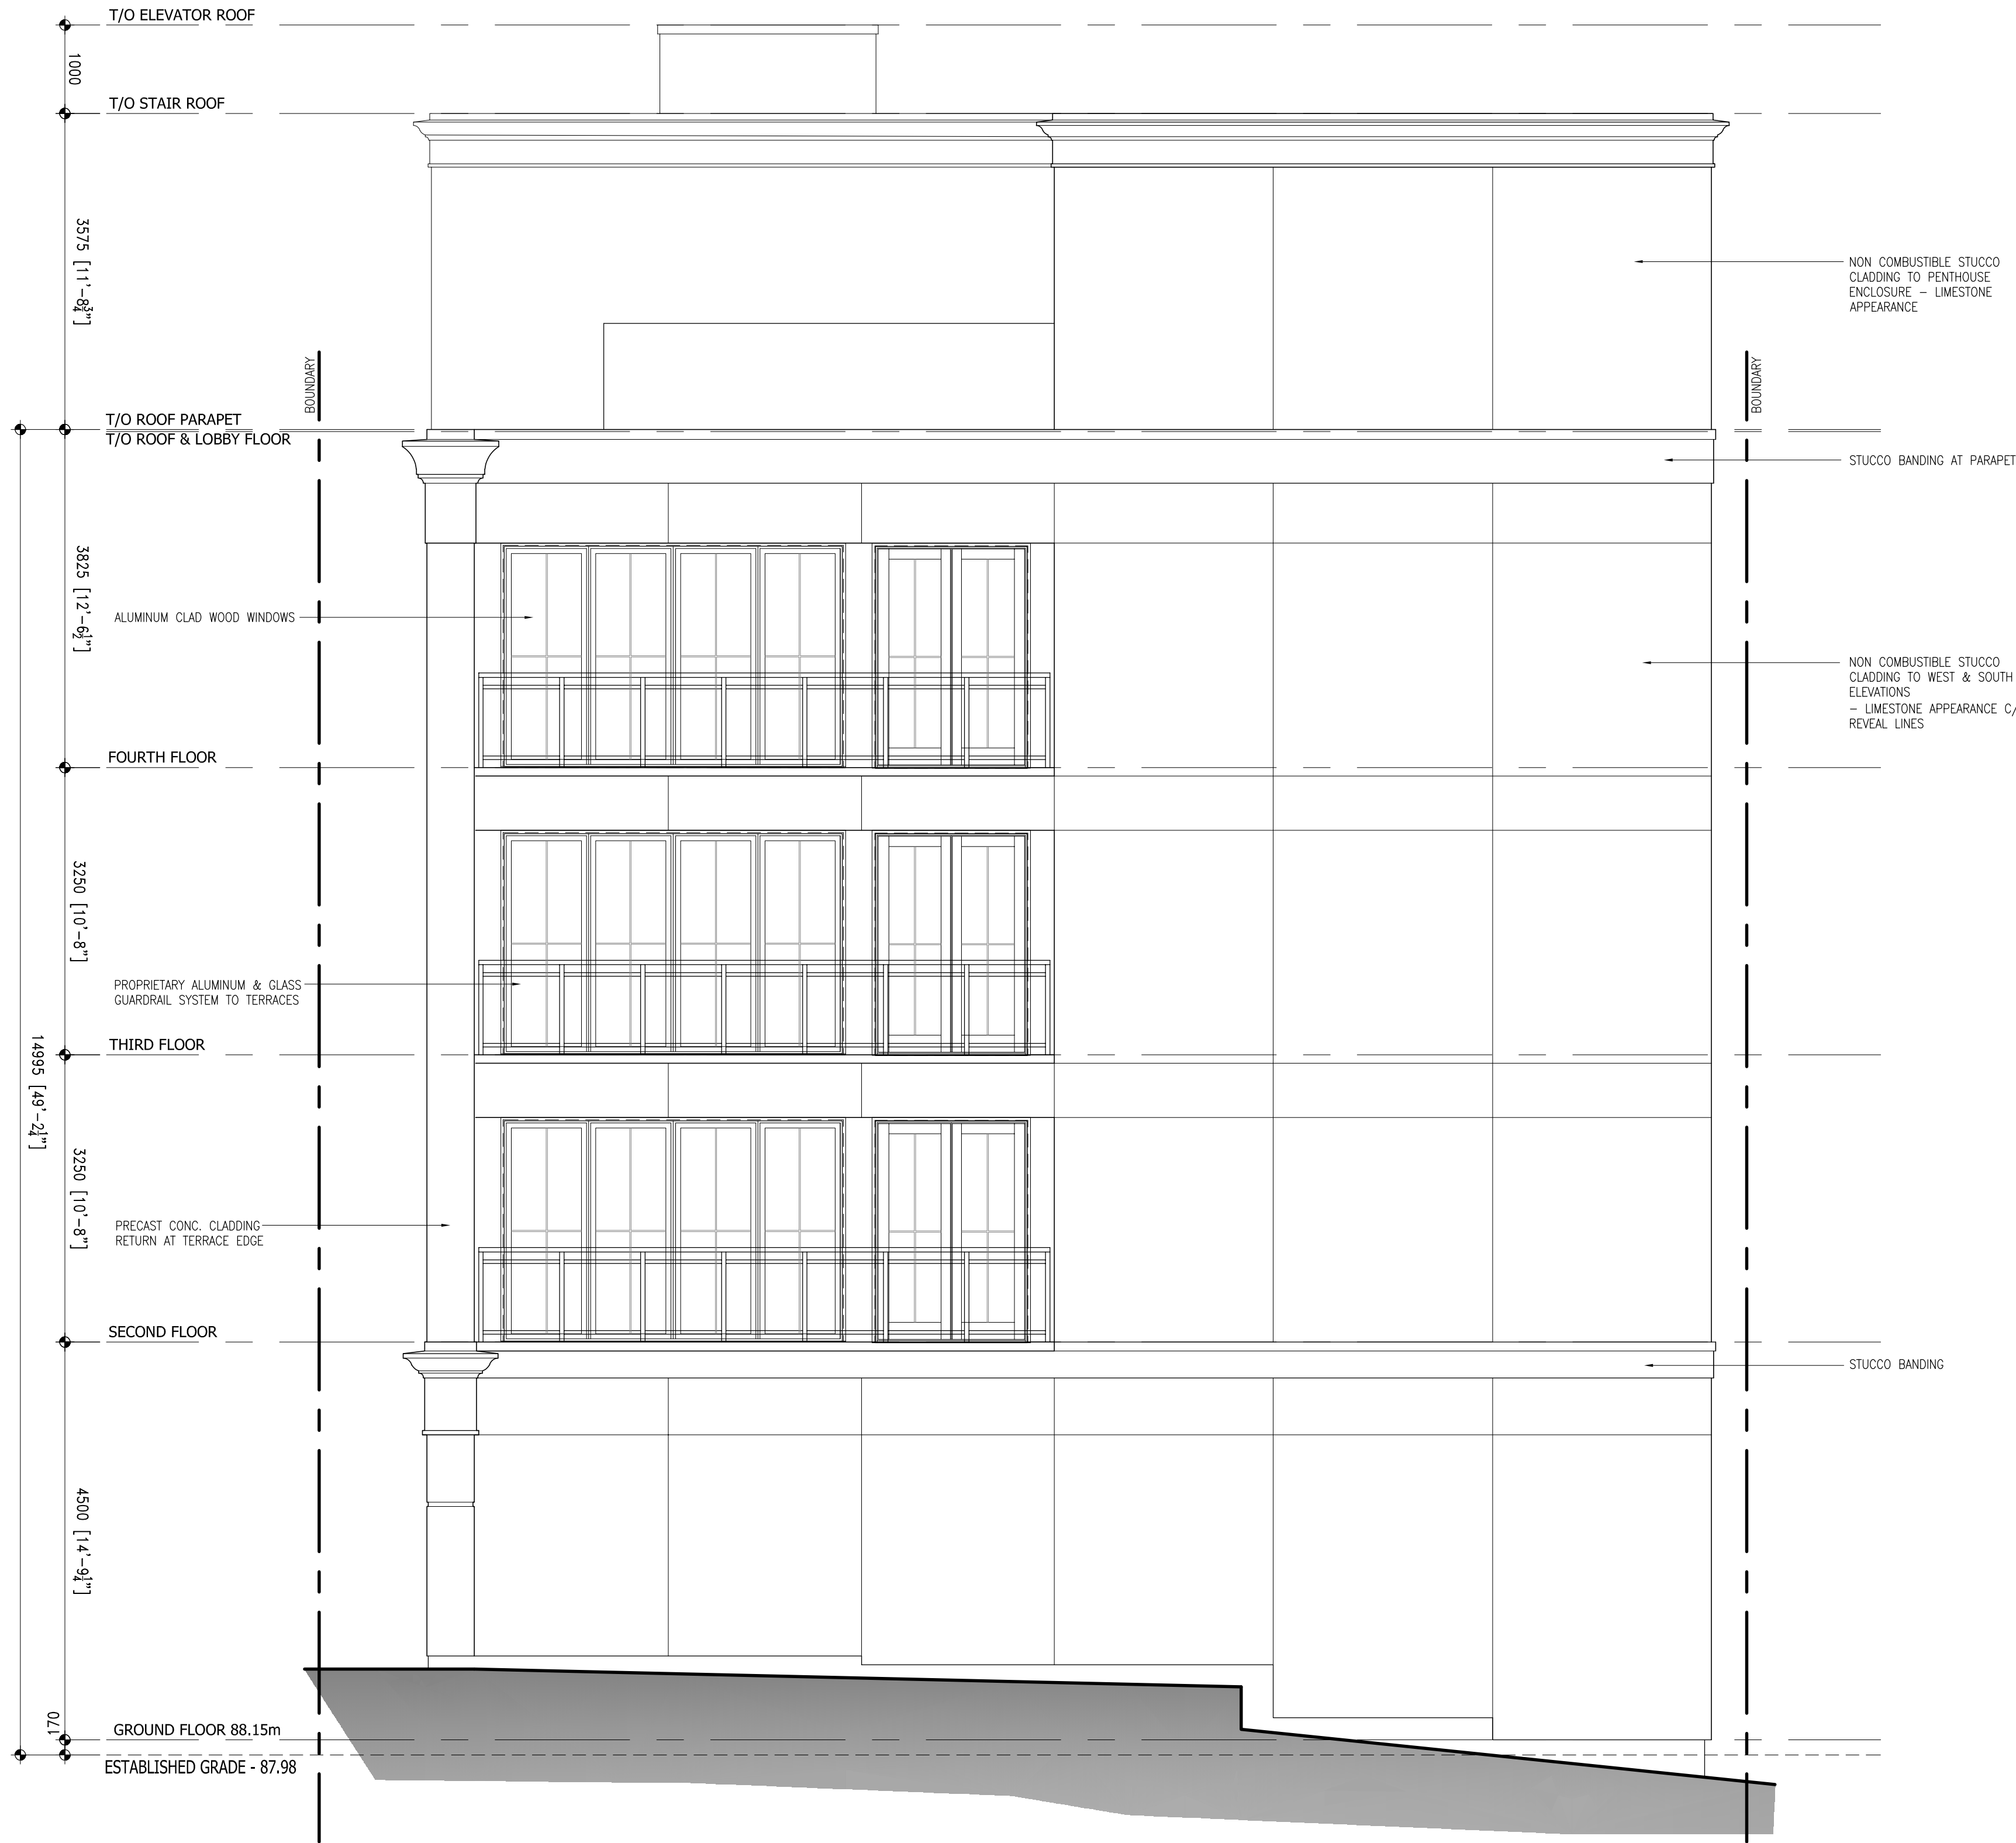 T/O ELEVATOR ROOF
1000
T/O STAIR ROOF
3575 [11'-8¾"]
NON COMBUSTIBLE STUCCO
CLADDING TO PENTHOUSE
ENCLOSURE – LIMESTONE
APPEARANCE
BOUNDARY
BOUNDARY
T/O ROOF PARAPET
T/O ROOF & LOBBY FLOOR
STUCCO BANDING AT PARAPET
3825 [12'-6½"]
ALUMINUM CLAD WOOD WINDOWS
NON COMBUSTIBLE STUCCO
CLADDING TO WEST & SOUTH
ELEVATIONS
– LIMESTONE APPEARANCE C/
REVEAL LINES
FOURTH FLOOR
3250 [10'-8"]
PROPRIETARY ALUMINUM & GLASS
GUARDRAIL SYSTEM TO TERRACES
THIRD FLOOR
14995 [49'-2¼"]
3250 [10'-8"]
PRECAST CONC. CLADDING
RETURN AT TERRACE EDGE
SECOND FLOOR
STUCCO BANDING
4500 [14'-9¼"]
170
GROUND FLOOR 88.15m
ESTABLISHED GRADE - 87.98